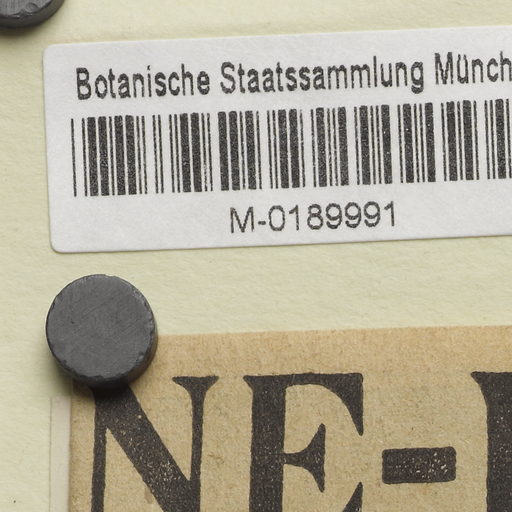 Botanische Staatssammlung Münch
M-0189991
NE-